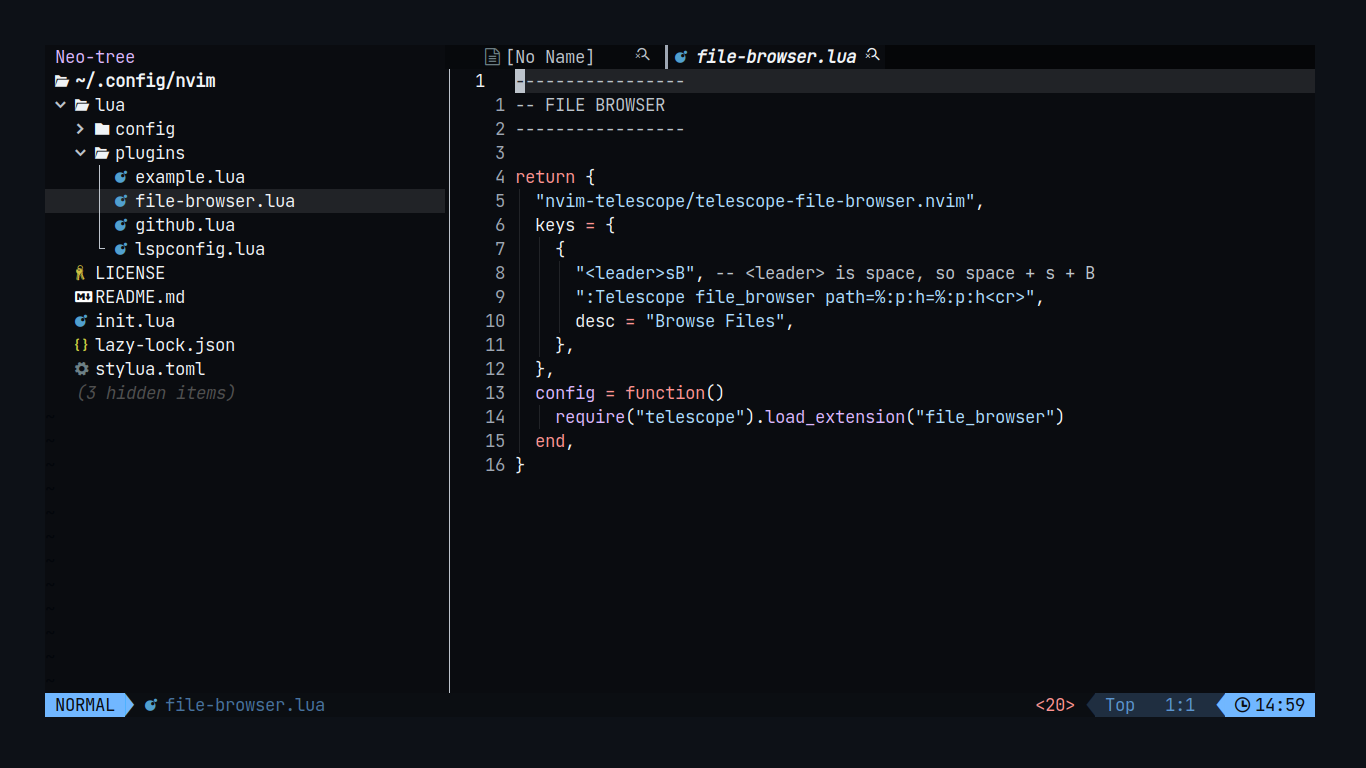 Neo-tree
~/.config/nvim
lua
config
plugins
example.lua
file-browser.lua
github.lua
lspconfig.lua
LICENSE
README.md
init.lua
lazy-lock.json
stylua.toml
(3 hidden items)
[No Name]
file-browser.lua
1 -----------------
1 -- FILE BROWSER
2 -----------------
3
4 return {
5 "nvim-telescope/telescope-file-browser.nvim",
6 keys = {
7 {
8 "<leader>sB", -- <leader> is space, so space + s + B
9 ":Telescope file_browser path=%:p:h=%:p:h<cr>",
10 desc = "Browse Files",
11 },
12 },
13 config = function()
14 require("telescope").load_extension("file_browser")
15 end,
16 }
NORMAL file-browser.lua <20> Top 1:1 14:59